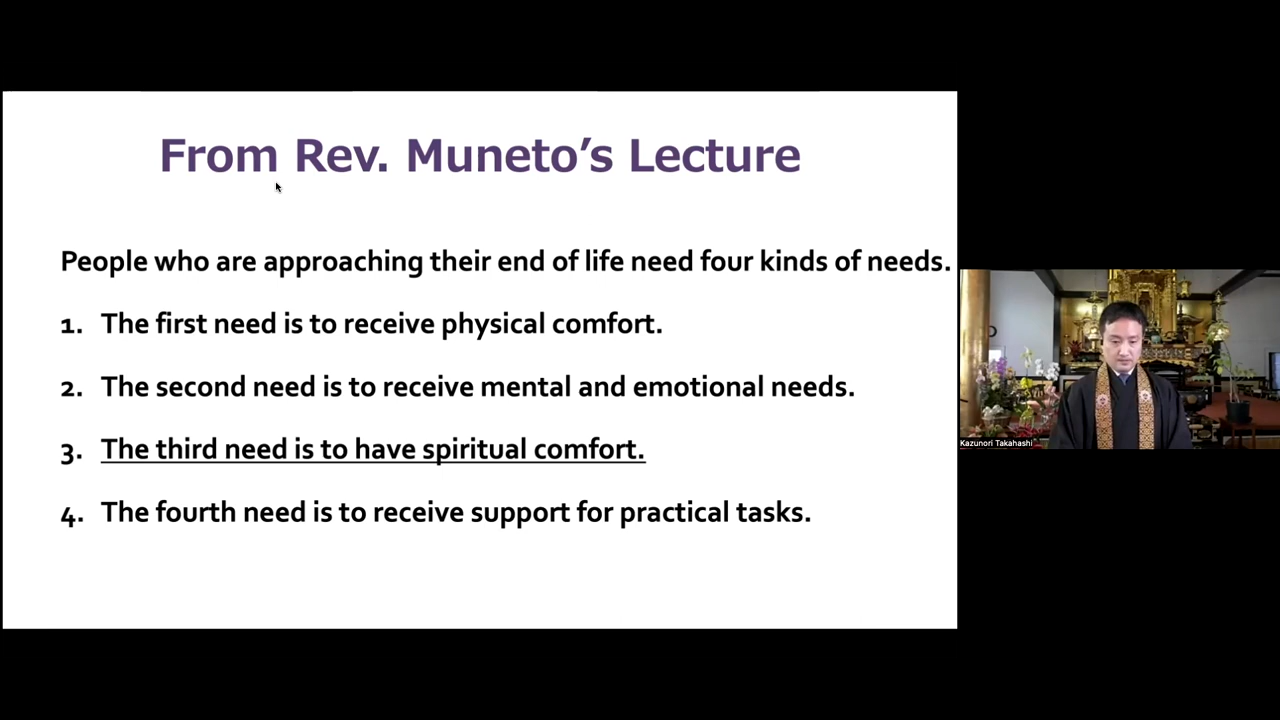 From Rev. Muneto’s Lecture
People who are approaching their end of life need four kinds of needs.
1. The first need is to receive physical comfort.
2. The second need is to receive mental and emotional needs.
3. The third need is to have spiritual comfort.
4. The fourth need is to receive support for practical tasks.
Kazunori Takahashi